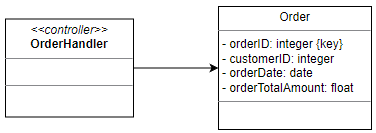 <<controller>>
OrderHandler
Order
- orderID: integer {key}
- customerID: integer
- orderDate: date
- orderTotalAmount: float